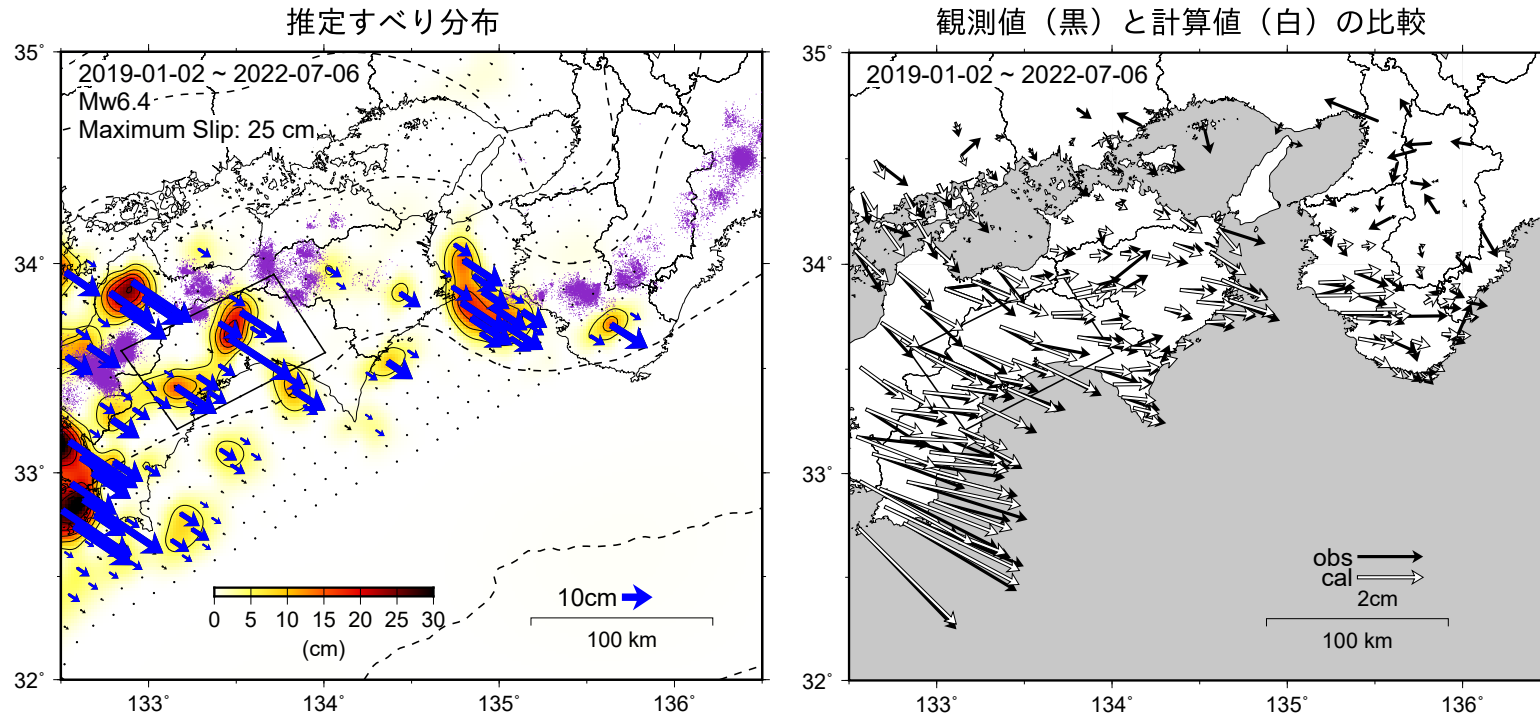 推定すべり分布
2019-01-02 ~ 2022-07-06
Mw6.4
Maximum Slip: 25 cm
35°
34°
33°
32°
133°
134°
135°
136°
0 5 10 15 20 25 30
(cm)
10cm
100 km
観測値（黒）と計算値（白）の比較
2019-01-02 ~ 2022-07-06
35°
34°
33°
32°
133°
134°
135°
136°
obs
cal
2cm
100 km